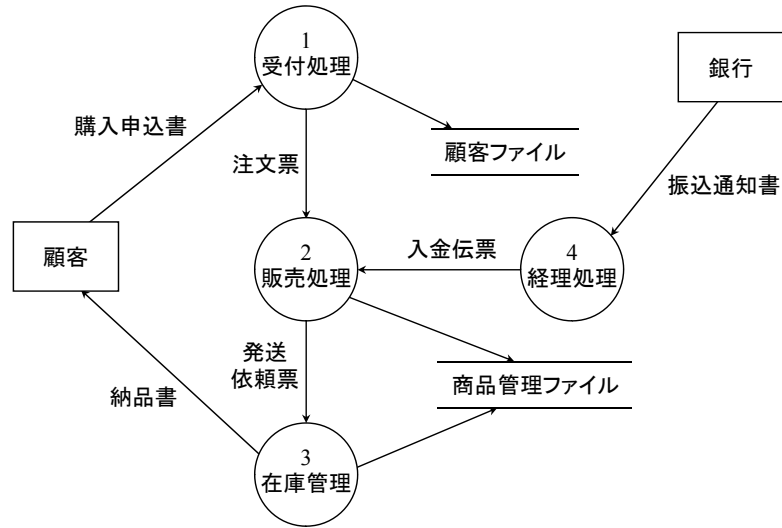 1
受付処理
銀行
購入申込書
顧客ファイル
注文票
振込通知書
顧客
2
販売処理
入金伝票
4
経理処理
発送
依頼票
商品管理ファイル
納品書
3
在庫管理